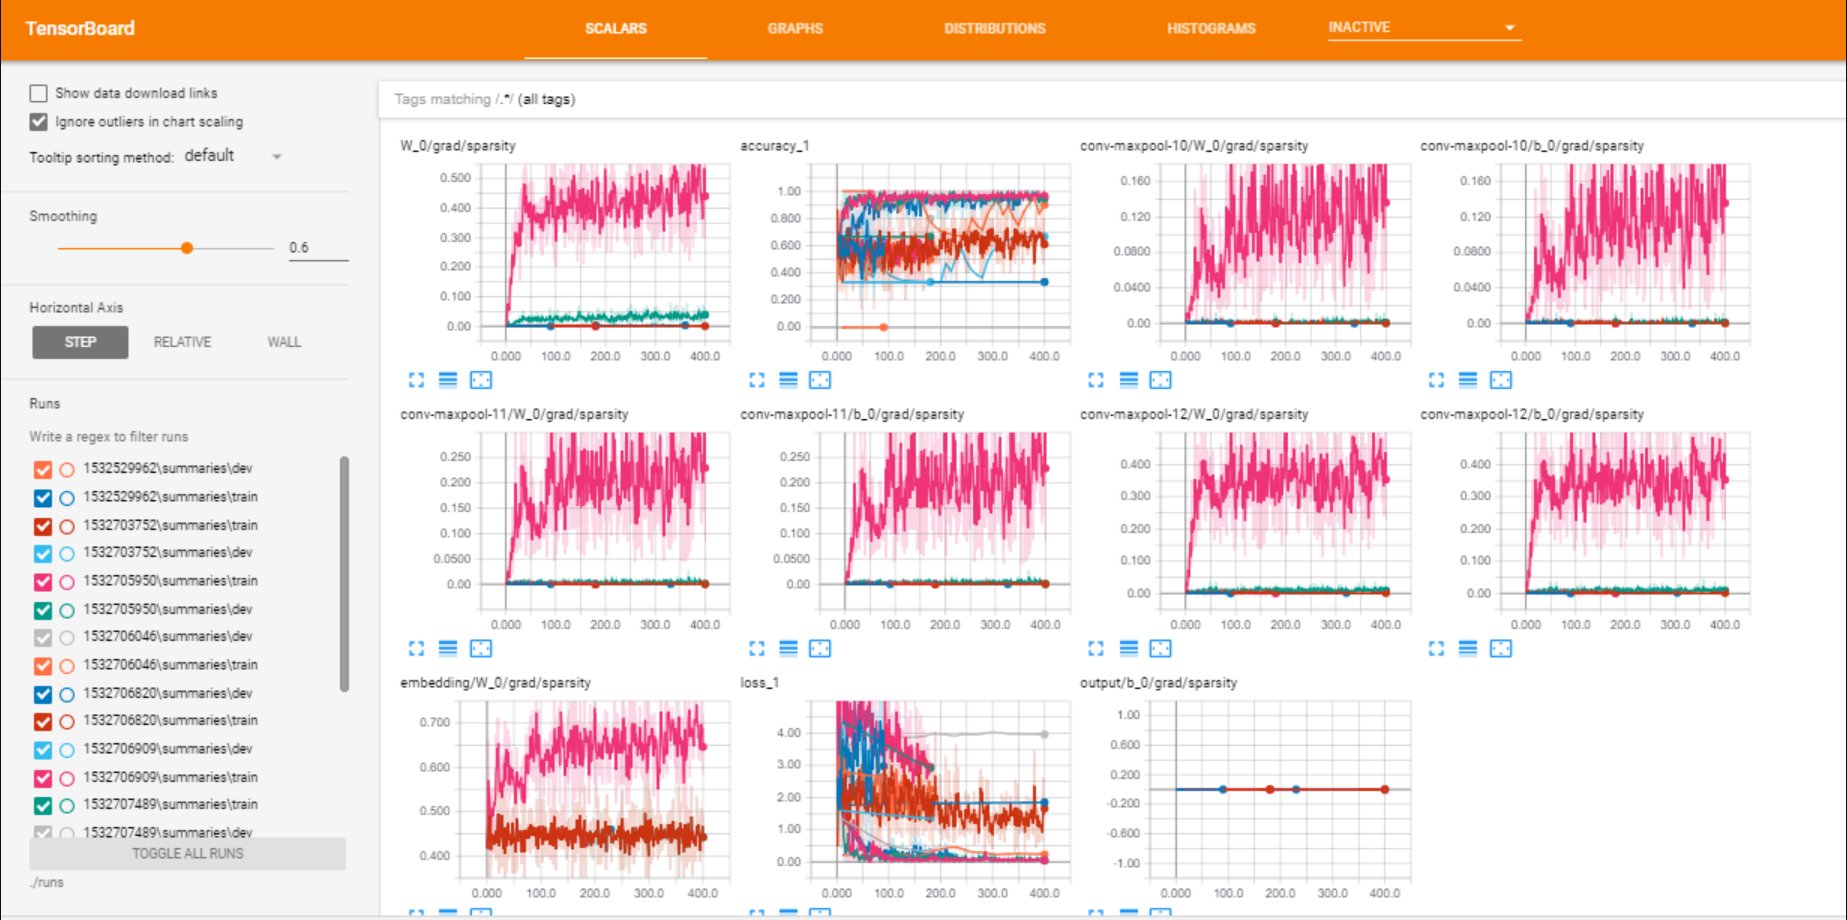 TensorBoard
SCALARS
GRAPHS
DISTRIBUTIONS
HISTOGRAMS
INACTIVE
Show data download links
Ignore outliers in chart scaling
Tooltip sorting method: default
Smoothing
0.6
Horizontal Axis
STEP
RELATIVE
WALL
Runs
Write a regex to filter runs
1532529962\summaries\dev
1532529962\summaries\train
1532703752\summaries\train
1532703752\summaries\dev
1532705950\summaries\train
1532705950\summaries\dev
1532706046\summaries\dev
1532706046\summaries\train
1532706820\summaries\dev
1532706820\summaries\train
1532706909\summaries\dev
1532706909\summaries\train
1532707489\summaries\train
1532707489\summaries\dev
TOGGLE ALL RUNS
./runs
Tags matching /.*/ (all tags)
W_0/grad/sparsity
0.500
0.400
0.300
0.200
0.100
0.00
0.000 100.0 200.0 300.0 400.0
accuracy_1
1.00
0.800
0.600
0.400
0.200
0.00
0.000 100.0 200.0 300.0 400.0
conv-maxpool-10/W_0/grad/sparsity
0.160
0.120
0.0800
0.0400
0.00
0.000 100.0 200.0 300.0 400.0
conv-maxpool-10/b_0/grad/sparsity
0.160
0.120
0.0800
0.0400
0.00
0.000 100.0 200.0 300.0 400.0
conv-maxpool-11/W_0/grad/sparsity
0.250
0.200
0.150
0.100
0.0500
0.00
0.000 100.0 200.0 300.0 400.0
conv-maxpool-11/b_0/grad/sparsity
0.250
0.200
0.150
0.100
0.0500
0.00
0.000 100.0 200.0 300.0 400.0
conv-maxpool-12/W_0/grad/sparsity
0.400
0.300
0.200
0.100
0.00
0.000 100.0 200.0 300.0 400.0
conv-maxpool-12/b_0/grad/sparsity
0.400
0.300
0.200
0.100
0.00
0.000 100.0 200.0 300.0 400.0
embedding/W_0/grad/sparsity
0.700
0.600
0.500
0.400
0.000 100.0 200.0 300.0 400.0
loss_1
4.00
3.00
2.00
1.00
0.00
0.000 100.0 200.0 300.0 400.0
output/b_0/grad/sparsity
1.00
0.600
0.200
-0.200
-0.600
-1.00
0.000 100.0 200.0 300.0 400.0